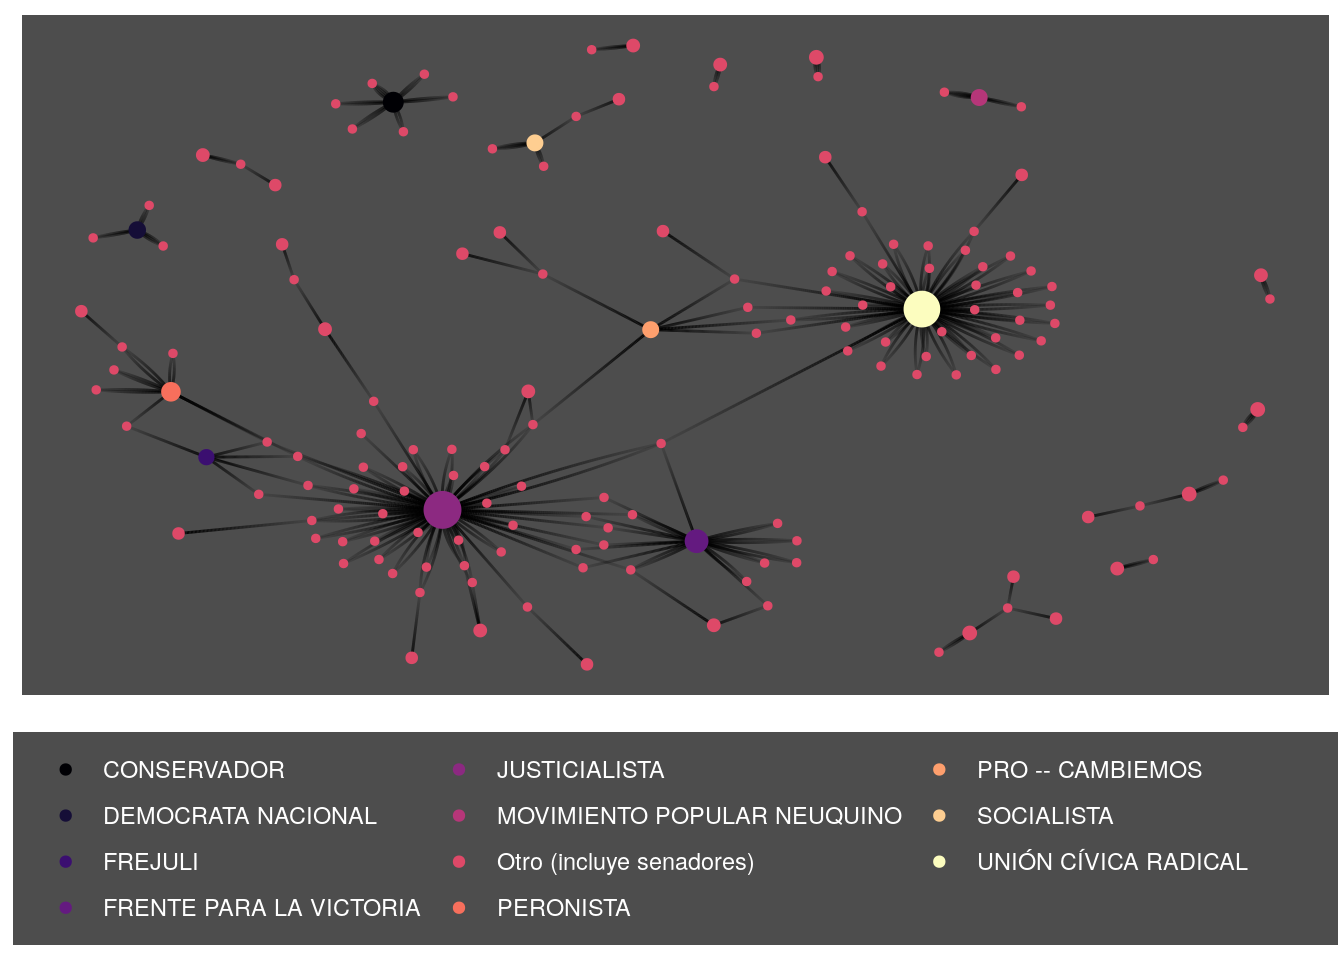 CONSERVADOR
DEMOCRATA NACIONAL
FREJULI
FRENTE PARA LA VICTORIA
JUSTICIALISTA
MOVIMIENTO POPULAR NEUQUINO
Otro (incluye senadores)
PERONISTA
PRO -- CAMBIEMOS
SOCIALISTA
UNIÓN CÍVICA RADICAL